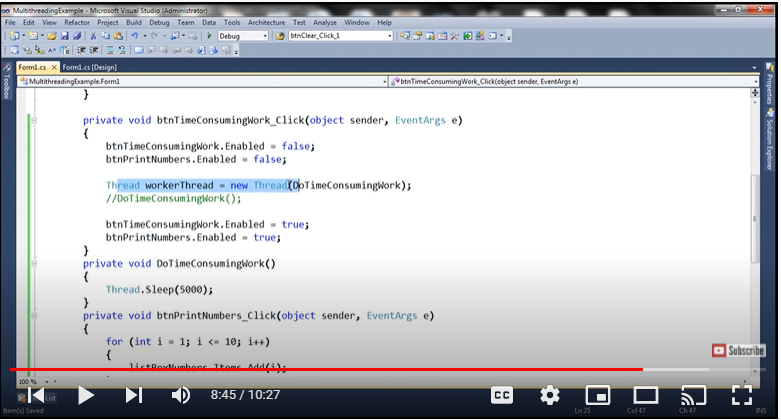 MultithreadingExample - Microsoft Visual Studio (Administrator)
File Edit View Refactor Project Build Debug Team Data Tools Architecture Test Analyze Window Help
Debug btnClear_Click_1
Form1.cs Form1.cs [Design]
MultithreadingExample.Form1 btnTimeConsumingWork_Click(object sender, EventArgs e)
Toolbox
Properties
Solution Explorer
}
private void btnTimeConsumingWork_Click(object sender, EventArgs e)
{
btnTimeConsumingWork.Enabled = false;
btnPrintNumbers.Enabled = false;
Thread workerThread = new Thread(DoTimeConsumingWork);
//DoTimeConsumingWork();
btnTimeConsumingWork.Enabled = true;
btnPrintNumbers.Enabled = true;
}
private void DoTimeConsumingWork()
{
Thread.Sleep(5000);
}
private void btnPrintNumbers_Click(object sender, EventArgs e)
{
for (int i = 1; i <= 10; i++)
{
listBoxNumbers.Items.Add(i);
Subscribe
100 %
8:45 / 10:27
CC
List
Item(s) Saved Ln 25 Col 47 Ch 47 INS